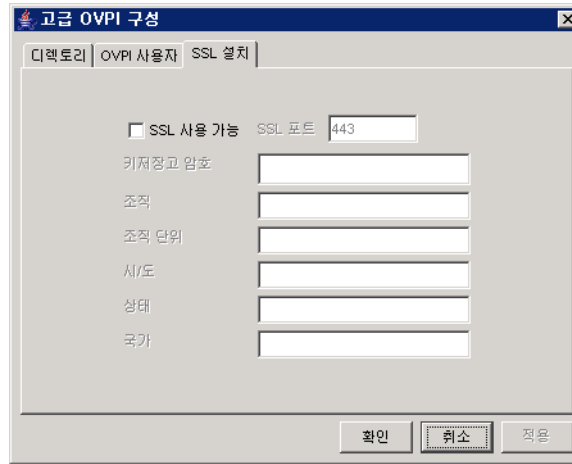 고급 OVPI 구성
디렉토리 OVPI 사용자 SSL 설치
SSL 사용 가능 SSL 포트 443
키저장고 암호
조직
조직 단위
시/도
상태
국가
확인 취소 적용